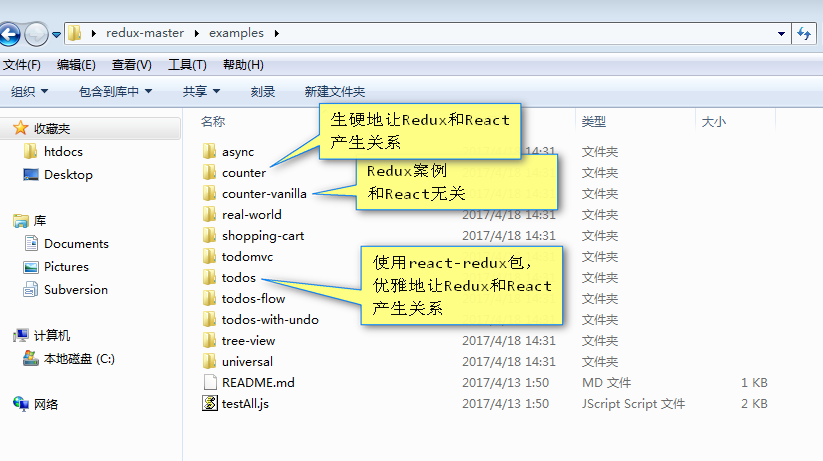 redux-master examples
文件(F) 编辑(E) 查看(V) 工具(T) 帮助(H)
组织 包含到库中 共享 刻录 新建文件夹
收藏夹
htdocs
Desktop
库
Documents
Pictures
Subversion
计算机
本地磁盘 (C:)
网络
名称 类型 大小
生硬地让Redux和React
产生关系
async 14:31 文件夹
counter 文件夹
Redux案例
和React无关
counter-vanilla 文件夹
real-world 2017/4/18 14:31 文件夹
shopping-cart 2017/4/18 14:31 文件夹
todomvc 文件夹
使用react-redux包，
优雅地让Redux和React
产生关系
todos 文件夹
todos-flow 文件夹
todos-with-undo 文件夹
tree-view 2017/4/18 14:31 文件夹
universal 2017/4/18 14:31 文件夹
README.md 2017/4/13 1:50 MD 文件 1 KB
testAll.js 2017/4/13 1:50 JScript Script 文件 2 KB